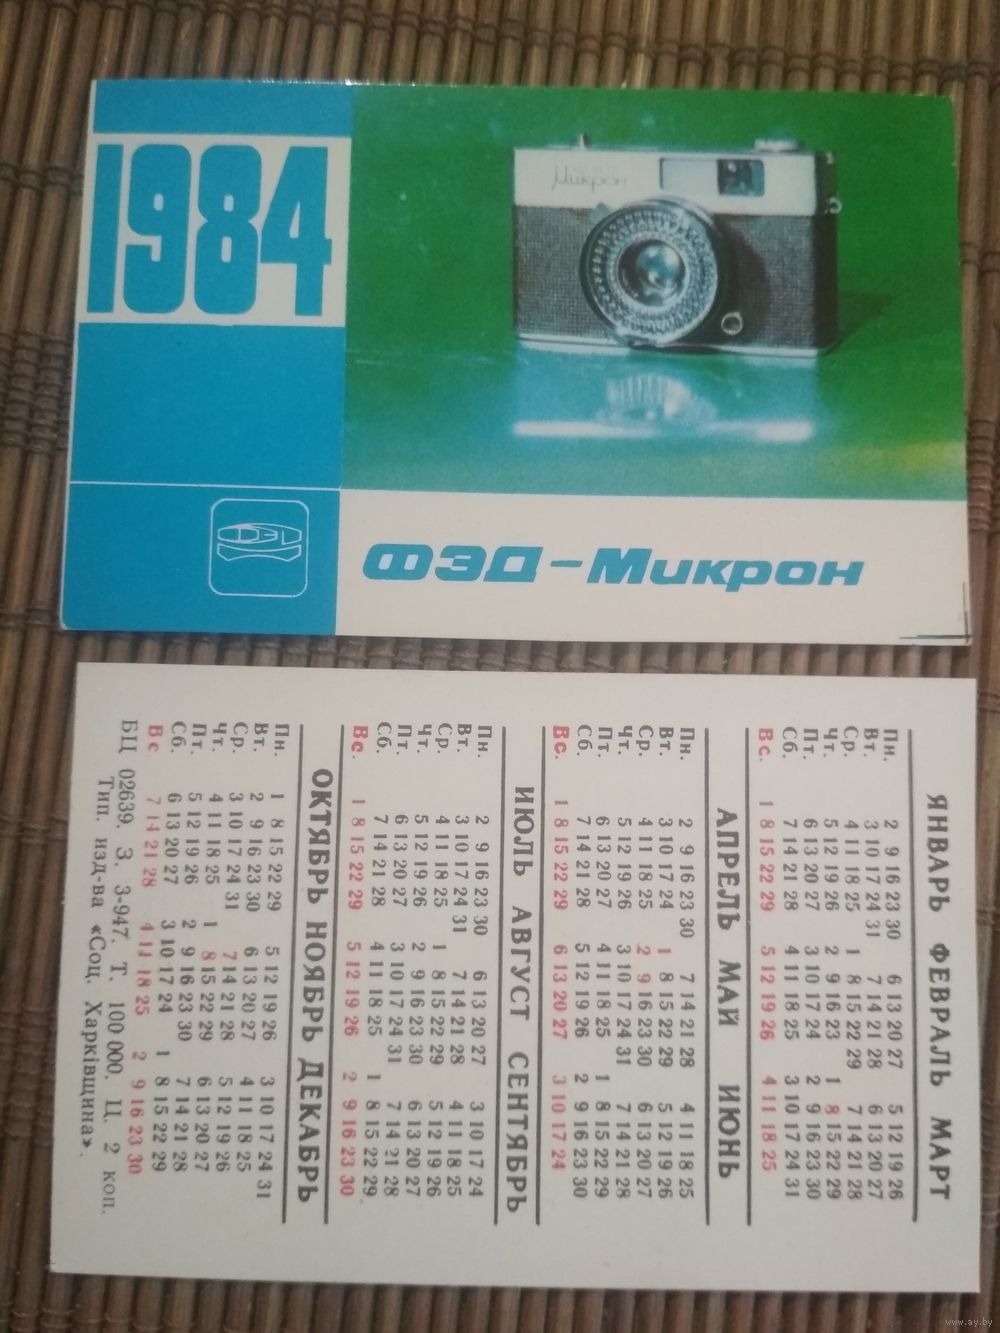 1984
Микрон
ФЭД-Микрон
ЯНВАРЬ ФЕВРАЛЬ МАРТ
Пн. 2 9 16 23 30 6 13 20 27 5 12 19 26
Вт. 3 10 17 24 31 7 14 21 28 6 13 20 27
Ср. 4 11 18 25 1 8 15 22 29 7 14 21 28
Чт. 5 12 19 26 2 9 16 23 1 8 15 22 29
Пт. 6 13 20 27 3 10 17 24 2 9 16 23 30
Сб. 7 14 21 28 4 11 18 25 3 10 17 24 31
Вс. 1 8 15 22 29 5 12 19 26 4 11 18 25
АПРЕЛЬ МАЙ ИЮНЬ
Пн. 2 9 16 23 30 7 14 21 28 4 11 18 25
Вт. 3 10 17 24 1 8 15 22 29 5 12 19 26
Ср. 4 11 18 25 2 9 16 23 30 6 13 20 27
Чт. 5 12 19 26 3 10 17 24 31 7 14 21 28
Пт. 6 13 20 27 4 11 18 25 1 8 15 22 29
Сб. 7 14 21 28 5 12 19 26 2 9 16 23 30
Вс. 1 8 15 22 29 6 13 20 27 3 10 17 24
ИЮЛЬ АВГУСТ СЕНТЯБРЬ
Пн. 2 9 16 23 30 6 13 20 27 3 10 17 24
Вт. 3 10 17 24 31 7 14 21 28 4 11 18 25
Ср. 4 11 18 25 1 8 15 22 29 5 12 19 26
Чт. 5 12 19 26 2 9 16 23 30 6 13 20 27
Пт. 6 13 20 27 3 10 17 24 31 7 14 21 28
Сб. 7 14 21 28 4 11 18 25 1 8 15 22 29
Вс. 1 8 15 22 29 5 12 19 26 2 9 16 23 30
ОКТЯБРЬ НОЯБРЬ ДЕКАБРЬ
Пн. 1 8 15 22 29 5 12 19 26 3 10 17 24 31
Вт. 2 9 16 23 30 6 13 20 27 4 11 18 25
Ср. 3 10 17 24 31 7 14 21 28 5 12 19 26
Чт. 4 11 18 25 1 8 15 22 29 6 13 20 27
Пт. 5 12 19 26 2 9 16 23 30 7 14 21 28
Сб. 6 13 20 27 3 10 17 24 1 8 15 22 29
Вс 7 14 21 28 4 11 18 25 2 9 16 23 30
БЦ 02639. З. 3-947. Т. 100 000. Ц. 2 коп.
Тип. изд-ва «Соц. Харківщина».
www.ay.by